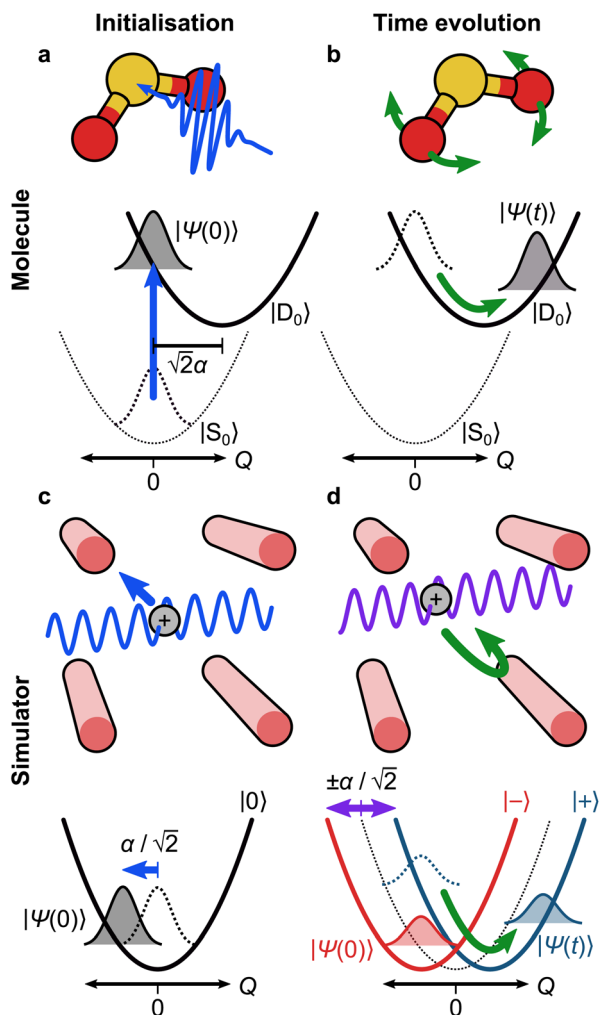 Initialisation
Time evolution
a
b
Molecule
|Ψ(0)⟩
|Ψ(t)⟩
|D₀⟩
|D₀⟩
√2α
|S₀⟩
|S₀⟩
Q
Q
0
0
c
d
+
+
Simulator
|0⟩
±α / √2
|−⟩
|+⟩
α / √2
|Ψ(0)⟩
|Ψ(0)⟩
|Ψ(t)⟩
Q
Q
0
0